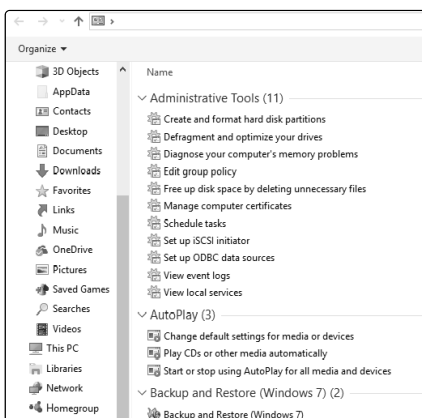 Organize
3D Objects
AppData
Contacts
Desktop
Documents
Downloads
Favorites
Links
Music
OneDrive
Pictures
Saved Games
Searches
Videos
This PC
Libraries
Network
Homegroup
Name
Administrative Tools (11)
Create and format hard disk partitions
Defragment and optimize your drives
Diagnose your computer's memory problems
Edit group policy
Free up disk space by deleting unnecessary files
Manage computer certificates
Schedule tasks
Set up iSCSI initiator
Set up ODBC data sources
View event logs
View local services
AutoPlay (3)
Change default settings for media or devices
Play CDs or other media automatically
Start or stop using AutoPlay for all media and devices
Backup and Restore (Windows 7) (2)
Backup and Restore (Windows 7)